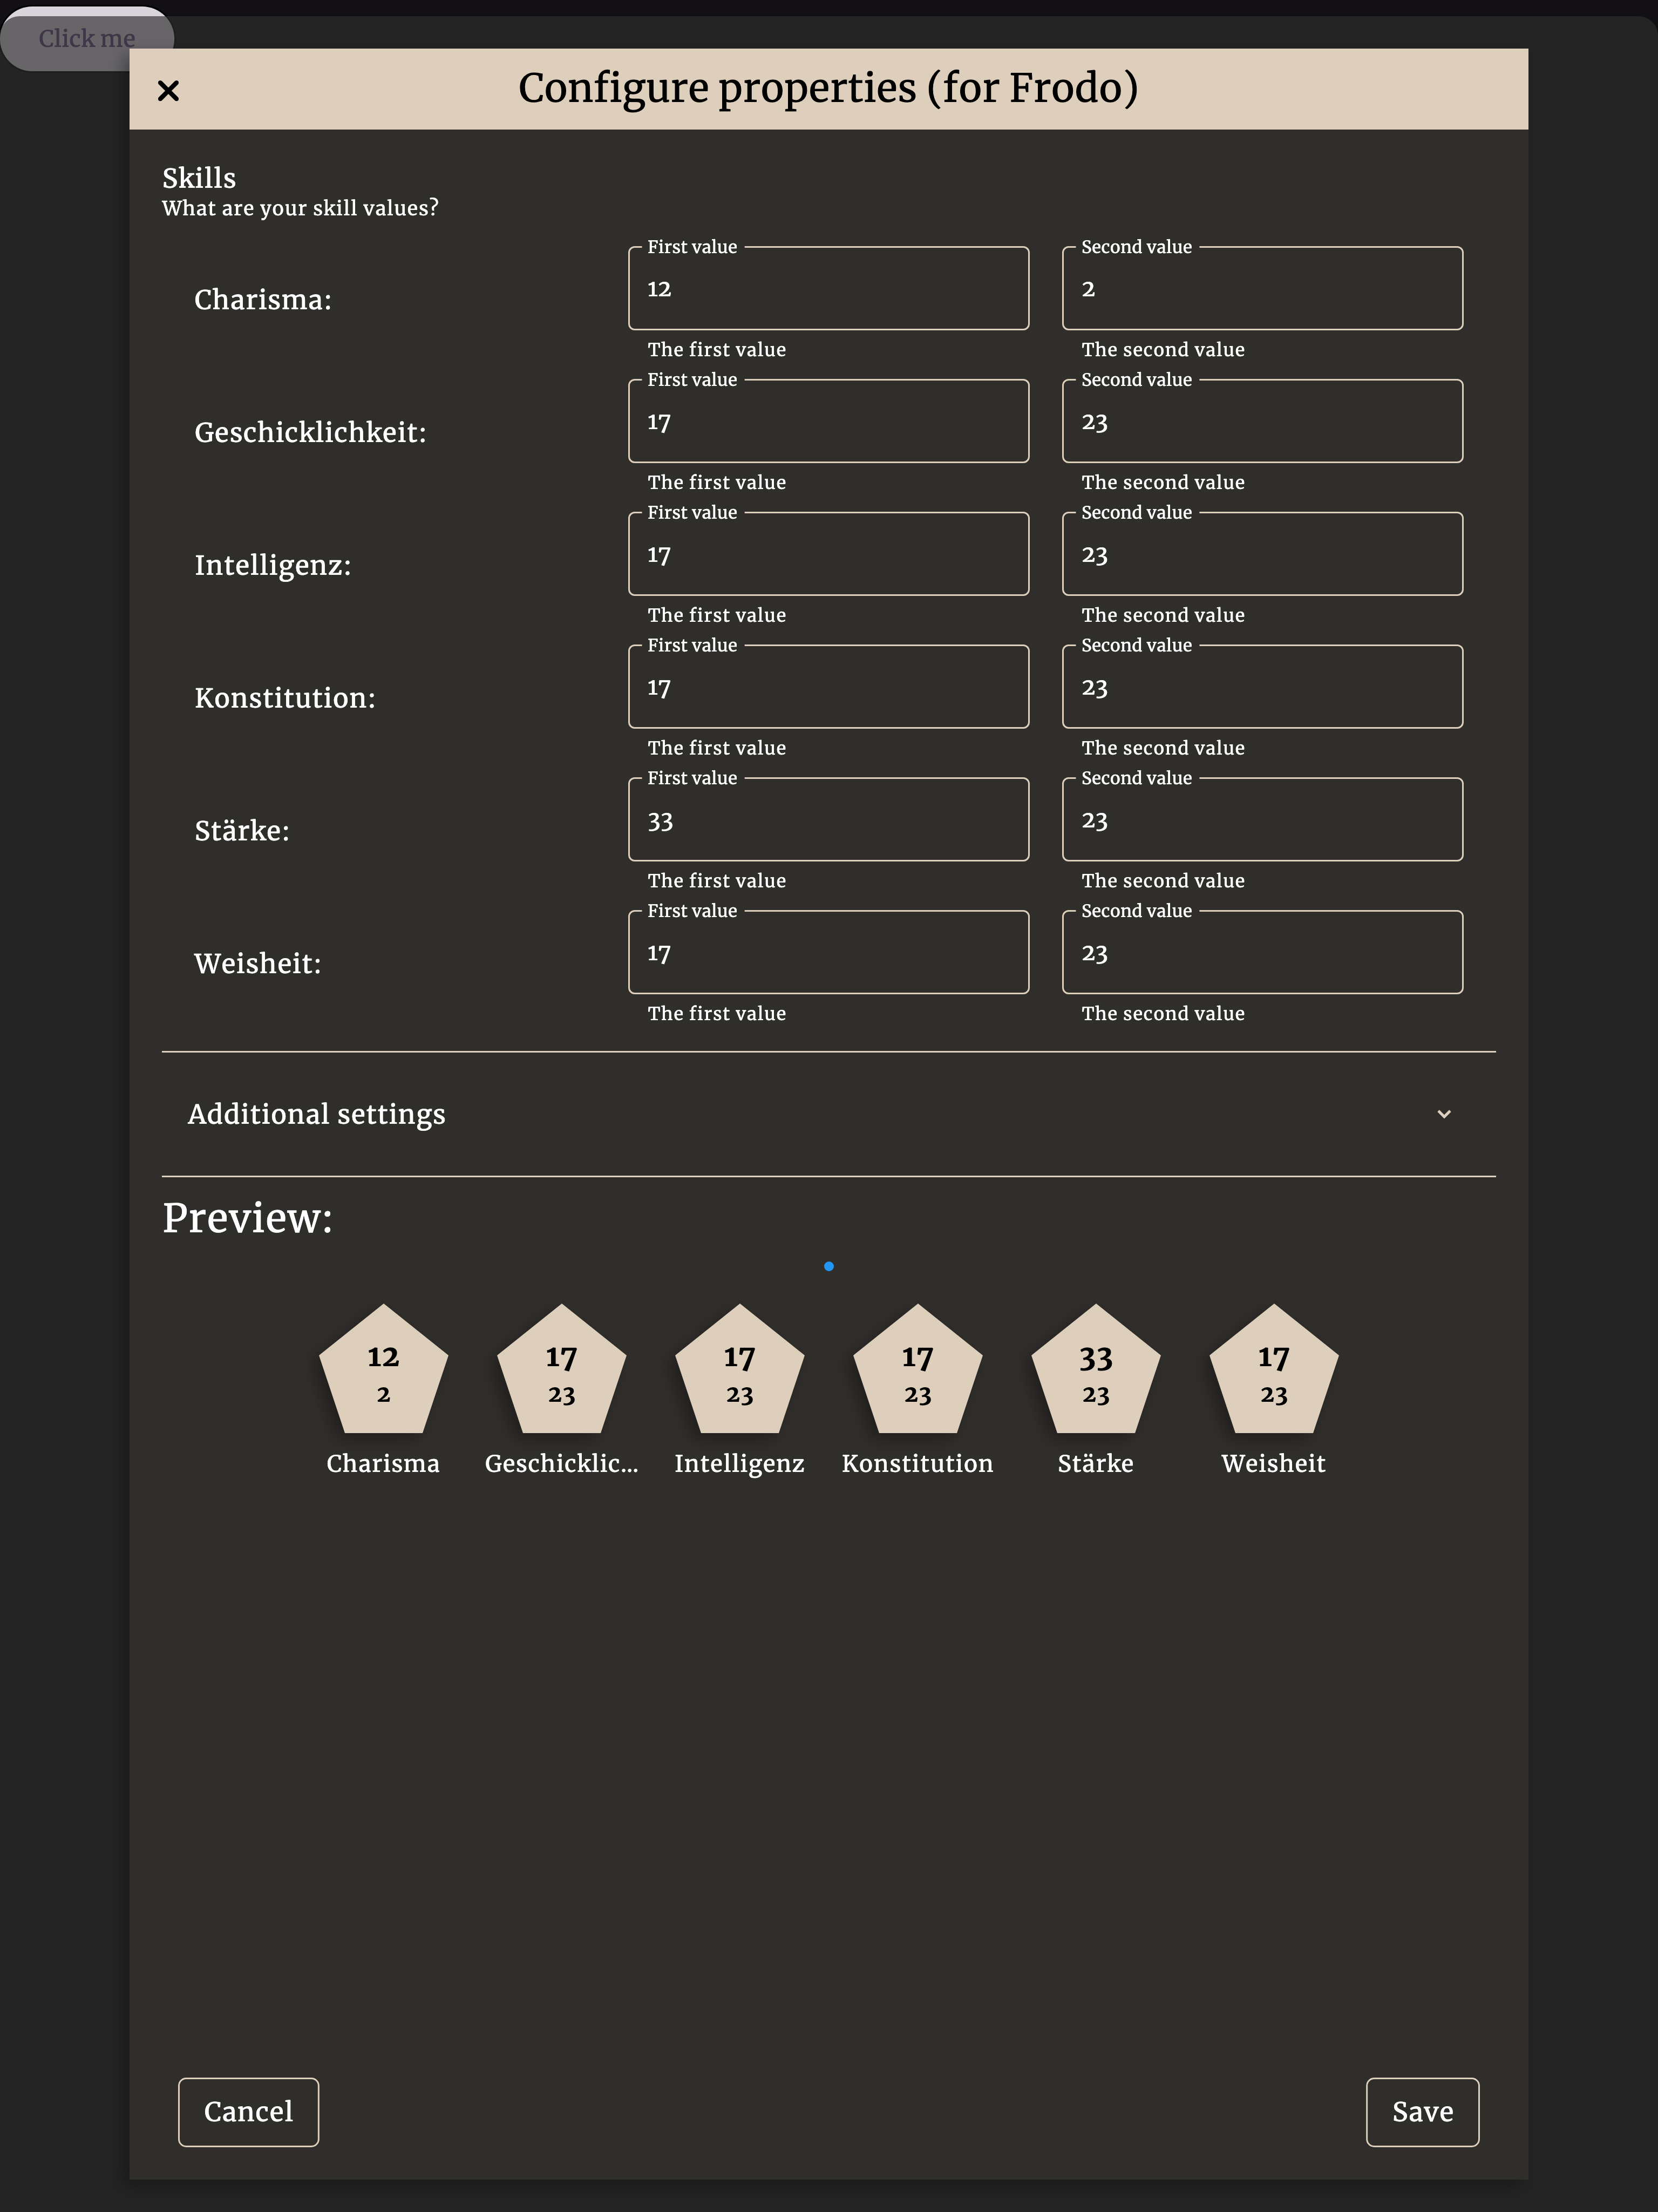 Click me
Configure properties (for Frodo)
Skills
What are your skill values?
First value
Second value
Charisma:
12
2
The first value
The second value
First value
Second value
Geschicklichkeit:
17
23
The first value
The second value
First value
Second value
Intelligenz:
17
23
The first value
The second value
First value
Second value
Konstitution:
17
23
The first value
The second value
First value
Second value
Stärke:
33
23
The first value
The second value
First value
Second value
Weisheit:
17
23
The first value
The second value
Additional settings
Preview:
12
2
Charisma
17
23
Geschicklic...
17
23
Intelligenz
17
23
Konstitution
33
23
Stärke
17
23
Weisheit
Cancel
Save